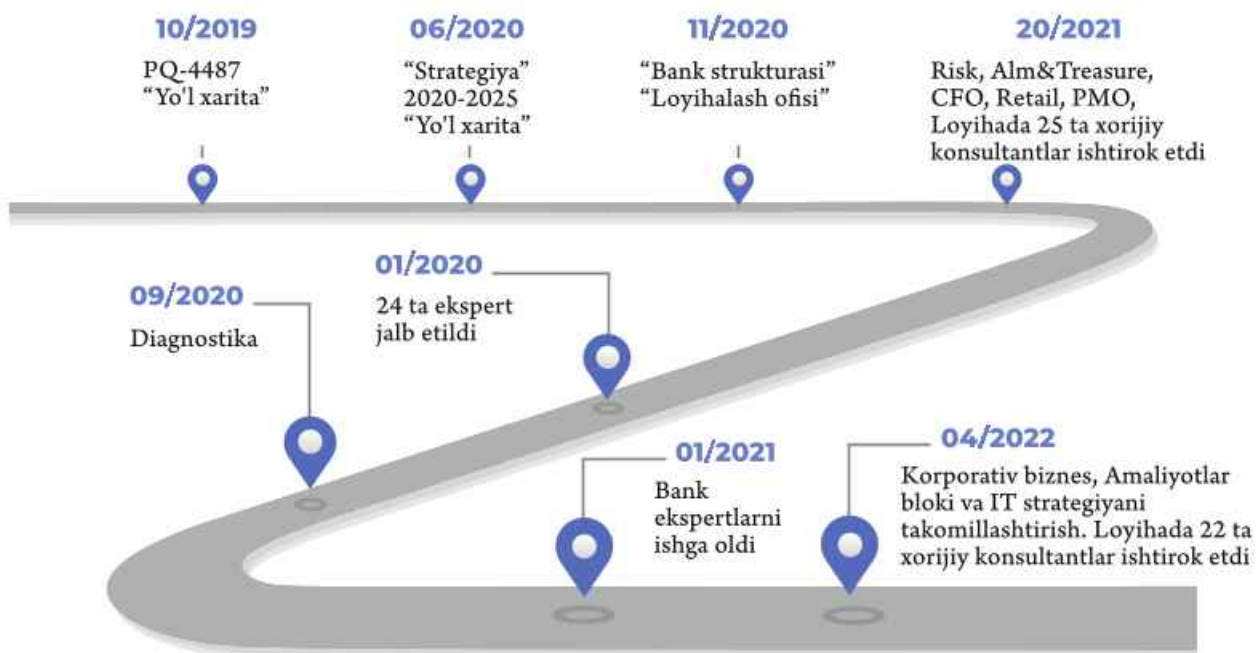 10/2019
PQ-4487
“Yo'l xarita”
06/2020
“Strategiya”
2020-2025
“Yo'l xarita”
11/2020
“Bank strukturasi”
“Loyihalash ofisi”
20/2021
Risk, Alm&Treasure,
CFO, Retail, PMO,
Loyihada 25 ta xorijiy
konsultantlar ishtirok etdi
09/2020
Diagnostika
01/2020
24 ta ekspert
jalb etildi
01/2021
Bank
ekspertlarni
ishga oldi
04/2022
Korporativ biznes, Amaliyotlar
bloki va IT strategiyani
takomillashtirish. Loyihada 22 ta
xorijiy konsultantlar ishtirok etdi